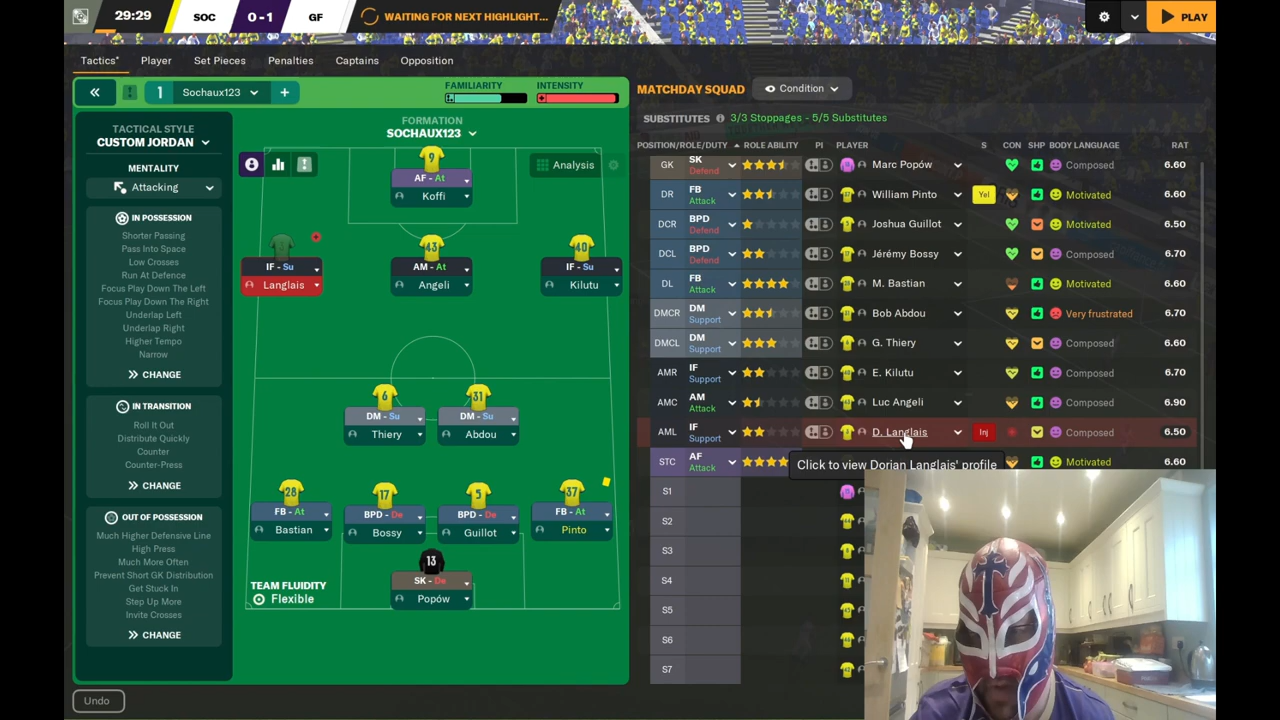 29:29
SOC
0 - 1
GF
WAITING FOR NEXT HIGHLIGHT...
PLAY
Tactics*
Player
Set Pieces
Penalties
Captains
Opposition
1
Sochaux123
FAMILIARITY
INTENSITY
TACTICAL STYLE
CUSTOM JORDAN
MENTALITY
Attacking
IN POSSESSION
Shorter Passing
Pass Into Space
Low Crosses
Run At Defence
Focus Play Down The Left
Focus Play Down The Right
Underlap Left
Underlap Right
Higher Tempo
Narrow
CHANGE
IN TRANSITION
Roll It Out
Distribute Quickly
Counter
Counter-Press
CHANGE
OUT OF POSSESSION
Much Higher Defensive Line
High Press
Much More Often
Prevent Short GK Distribution
Get Stuck In
Step Up More
Invite Crosses
CHANGE
Undo
FORMATION
SOCHAUX123
Analysis
9
AF - At
Koffi
IF - Su
Langlais
43
AM - At
Angeli
40
IF - Su
Kilutu
6
DM - Su
Thiery
31
DM - Su
Abdou
28
FB - At
Bastian
17
BPD - De
Bossy
5
BPD - De
Guillot
37
FB - At
Pinto
13
SK - De
Popów
TEAM FLUIDITY
Flexible
MATCHDAY SQUAD
Condition
SUBSTITUTES 3/3 Stoppages - 5/5 Substitutes
POSITION/ROLE/DUTY ROLE ABILITY PI PLAYER S CON SHP BODY LANGUAGE RAT
GK SK Defend Marc Popów Composed 6.60
DR FB Attack William Pinto Yel Motivated 6.60
DCR BPD Defend Joshua Guillot Motivated 6.50
DCL BPD Defend Jérémy Bossy Composed 6.70
DL FB Attack M. Bastian Motivated 6.60
DMCR DM Support Bob Abdou Very frustrated 6.70
DMCL DM Support G. Thiery Composed 6.60
AMR IF Support E. Kilutu Composed 6.70
AMC AM Attack Luc Angeli Composed 6.90
AML IF Support D. Langlais Inj Composed 6.50
STC AF Attack Motivated 6.60
Click to view Dorian Langlais' profile
S1
S2
S3
S4
S5
S6
S7